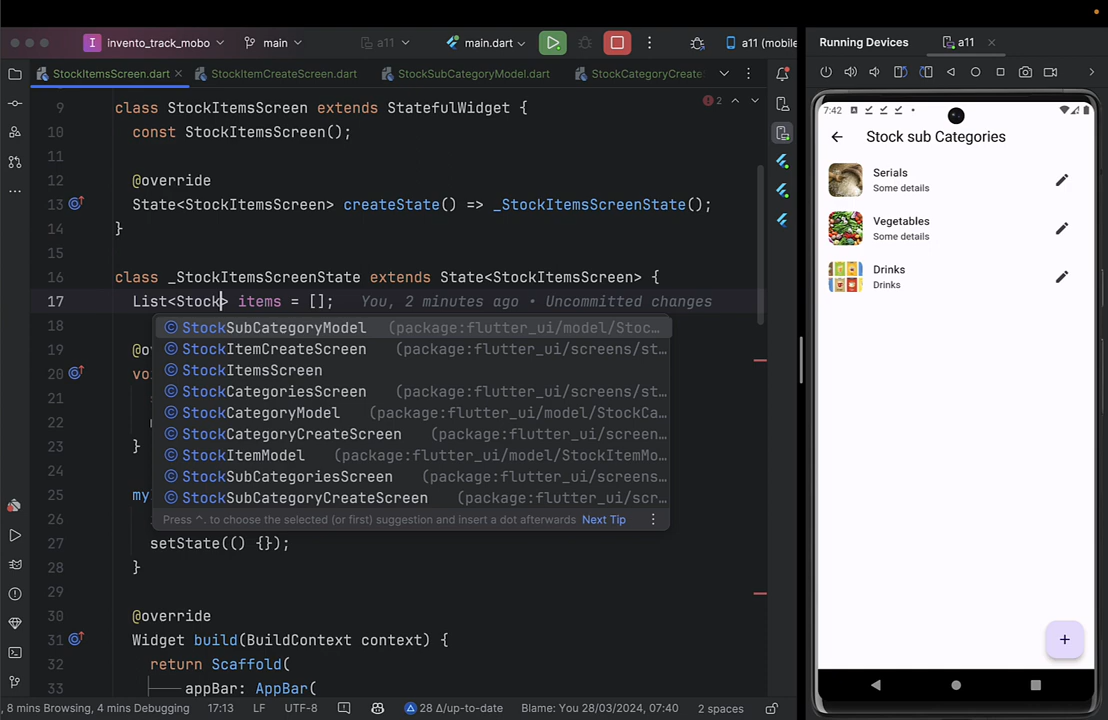 invento_track_mobo
main
a11
main.dart
a11 (mobile
Running Devices
a11
StockItemsScreen.dart
StockItemCreateScreen.dart
StockSubCategoryModel.dart
StockCategoryCreate
9 class StockItemsScreen extends StatefulWidget {
2
10 const StockItemsScreen();
11
12 @override
13 State<StockItemsScreen> createState() => _StockItemsScreenState();
14 }
15
16 class _StockItemsScreenState extends State<StockItemsScreen> {
17 List<Stock> items = []; You, 2 minutes ago • Uncommitted changes
18
StockSubCategoryModel (package:flutter_ui/model/Stoc...
19 @o
StockItemCreateScreen (package:flutter_ui/screens/st...
20 vo
StockItemsScreen
21
StockCategoriesScreen (package:flutter_ui/screens/st...
22
StockCategoryModel (package:flutter_ui/model/StockCa...
StockCategoryCreateScreen (package:flutter_ui/screen...
23 }
StockItemModel (package:flutter_ui/model/StockItemMo...
24
StockSubCategoriesScreen (package:flutter_ui/screens...
25 my
StockSubCategoryCreateScreen (package:flutter_ui/scr...
26
Press ^. to choose the selected (or first) suggestion and insert a dot afterwards Next Tip
27 setState(() {});
28 }
29
30 @override
31 Widget build(BuildContext context) {
32 return Scaffold(
33 appBar: AppBar(
7:42
Stock sub Categories
Serials
Some details
Vegetables
Some details
Drinks
Drinks
+
, 8 mins Browsing, 4 mins Debugging 17:13 LF UTF-8 28 Δ/up-to-date Blame: You 28/03/2024, 07:40 2 spaces